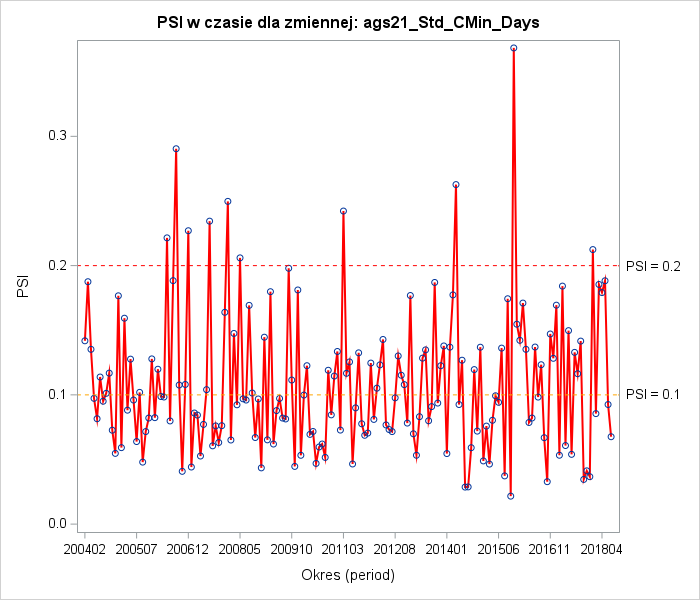 PSI w czasie dla zmiennej: ags21_Std_CMin_Days
PSI
0.3
0.2
0.1
0.0
PSI = 0.2
PSI = 0.1
200402 200507 200612 200805 200910 201103 201208 201401 201506 201611 201804
Okres (period)